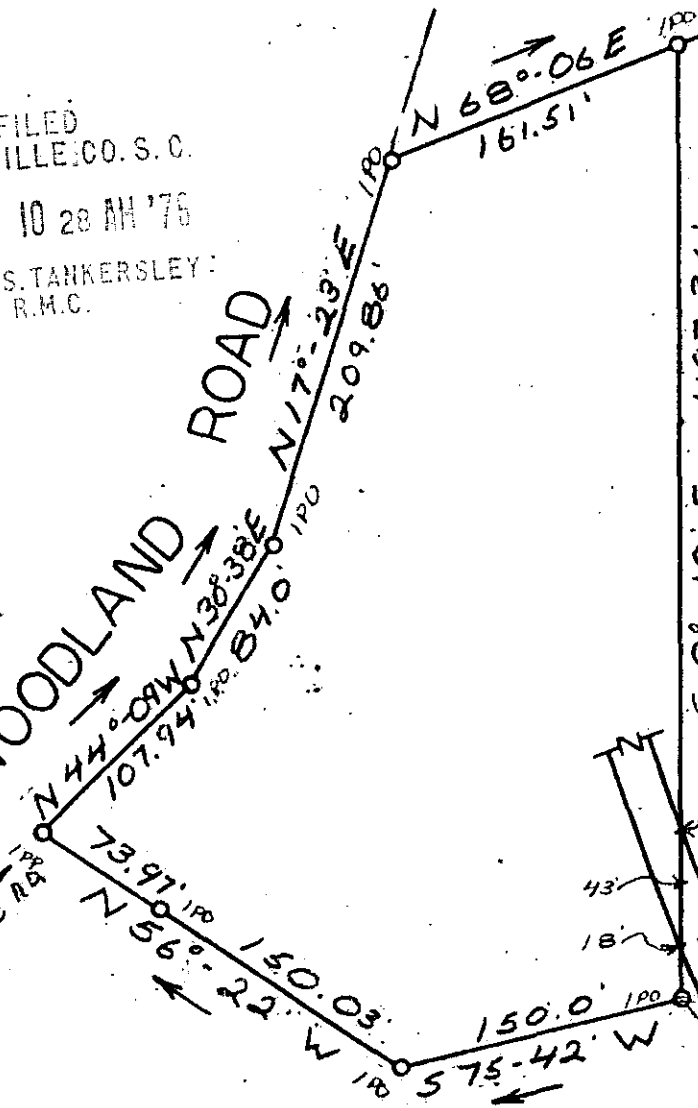 FILED
ILLE CO. S. C.
10 28 AM '76
S. TANKERSLEY
R.M.C.
IPO
N 68°-06 E
161.51'
IPO
N 17°-23' E
209.86'
ROAD
IPO
N 30°-38' E
84.0'
WOODLAND
N 44°-09 W
107.94'
IPO
IPP
73.97'
IPO
N 56°-22' W
150.03'
IPO
150.0'
IPO
S 75-42' W
N
43'
18'